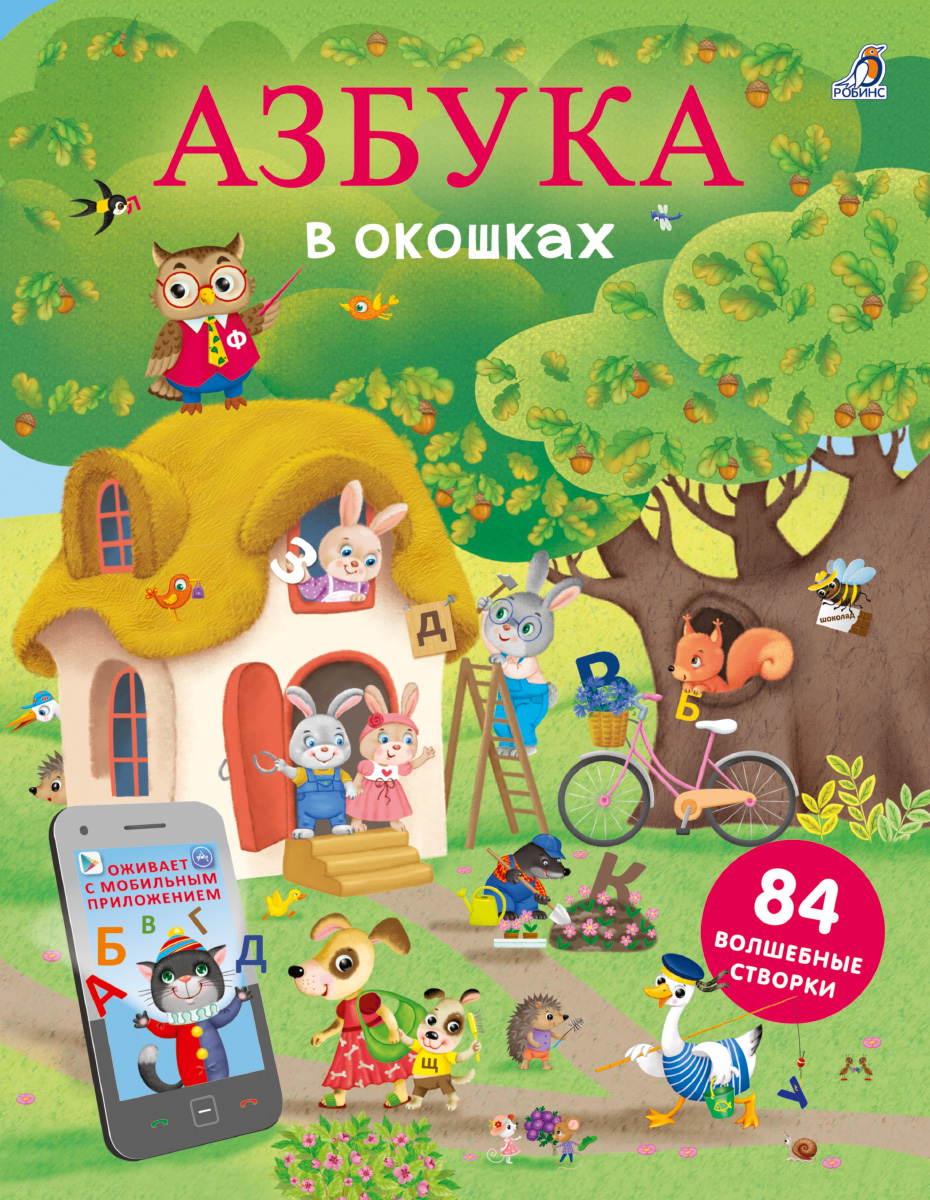 РОБИНС
АЗБУКА
В ОКОШКАХ
Ф
З
Д
шоколаД
В
Б
К
84
ВОЛШЕБНЫЕ
СТВОРКИ
ОЖИВАЕТ
С МОБИЛЬНЫМ
ПРИЛОЖЕНИЕМ
Б В Г Д
А
Щ
У